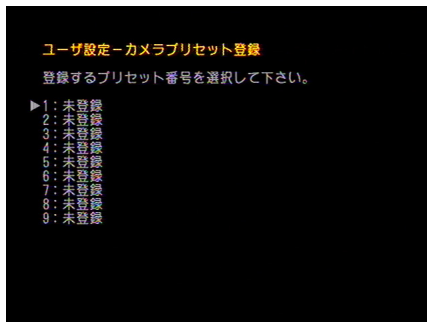 ユーザ設定－カメラプリセット登録
登録するプリセット番号を選択して下さい。
▶1：未登録
2：未登録
3：未登録
4：未登録
5：未登録
6：未登録
7：未登録
8：未登録
9：未登録